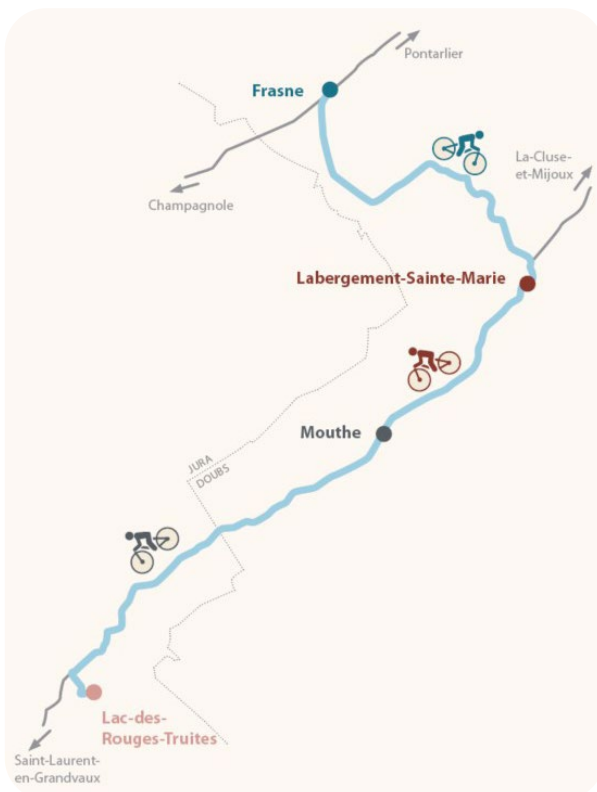 Pontarlier
Frasne
La-Cluse-
et-Mijoux
Champagnole
Labergement-Sainte-Marie
Mouthe
JURA
DOUBS
Lac-des-
Rouges-Truites
Saint-Laurent-
en-Grandvaux